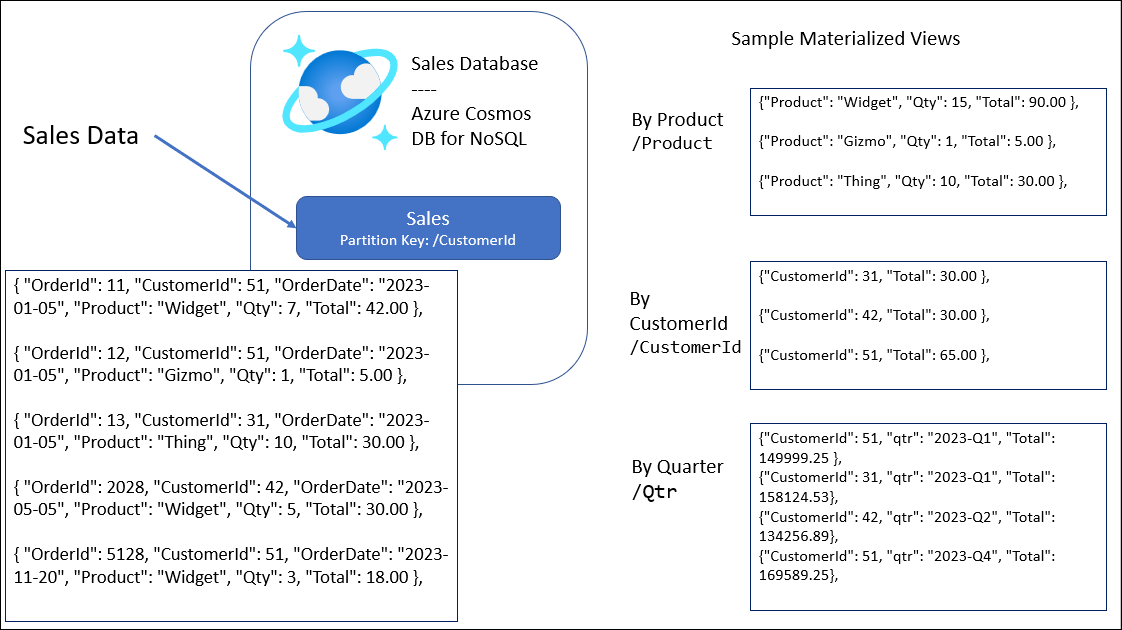 Sample Materialized Views
Sales Database
----
Azure Cosmos
DB for NoSQL
Sales Data
Sales
Partition Key: /CustomerId
{ "OrderId": 11, "CustomerId": 51, "OrderDate": "2023-
01-05", "Product": "Widget", "Qty": 7, "Total": 42.00 },
{ "OrderId": 12, "CustomerId": 51, "OrderDate": "2023-
01-05", "Product": "Gizmo", "Qty": 1, "Total": 5.00 },
{ "OrderId": 13, "CustomerId": 31, "OrderDate": "2023-
01-05", "Product": "Thing", "Qty": 10, "Total": 30.00 },
{ "OrderId": 2028, "CustomerId": 42, "OrderDate": "2023-
05-05", "Product": "Widget", "Qty": 5, "Total": 30.00 },
{ "OrderId": 5128, "CustomerId": 51, "OrderDate": "2023-
11-20", "Product": "Widget", "Qty": 3, "Total": 18.00 },
By Product
/Product
{"Product": "Widget", "Qty": 15, "Total": 90.00 },
{"Product": "Gizmo", "Qty": 1, "Total": 5.00 },
{"Product": "Thing", "Qty": 10, "Total": 30.00 },
By
CustomerId
/CustomerId
{"CustomerId": 31, "Total": 30.00 },
{"CustomerId": 42, "Total": 30.00 },
{"CustomerId": 51, "Total": 65.00 },
By Quarter
/Qtr
{"CustomerId": 51, "qtr": "2023-Q1", "Total":
149999.25 },
{"CustomerId": 31, "qtr": "2023-Q1", "Total":
158124.53},
{"CustomerId": 42, "qtr": "2023-Q2", "Total":
134256.89},
{"CustomerId": 51, "qtr": "2023-Q4", "Total":
169589.25},